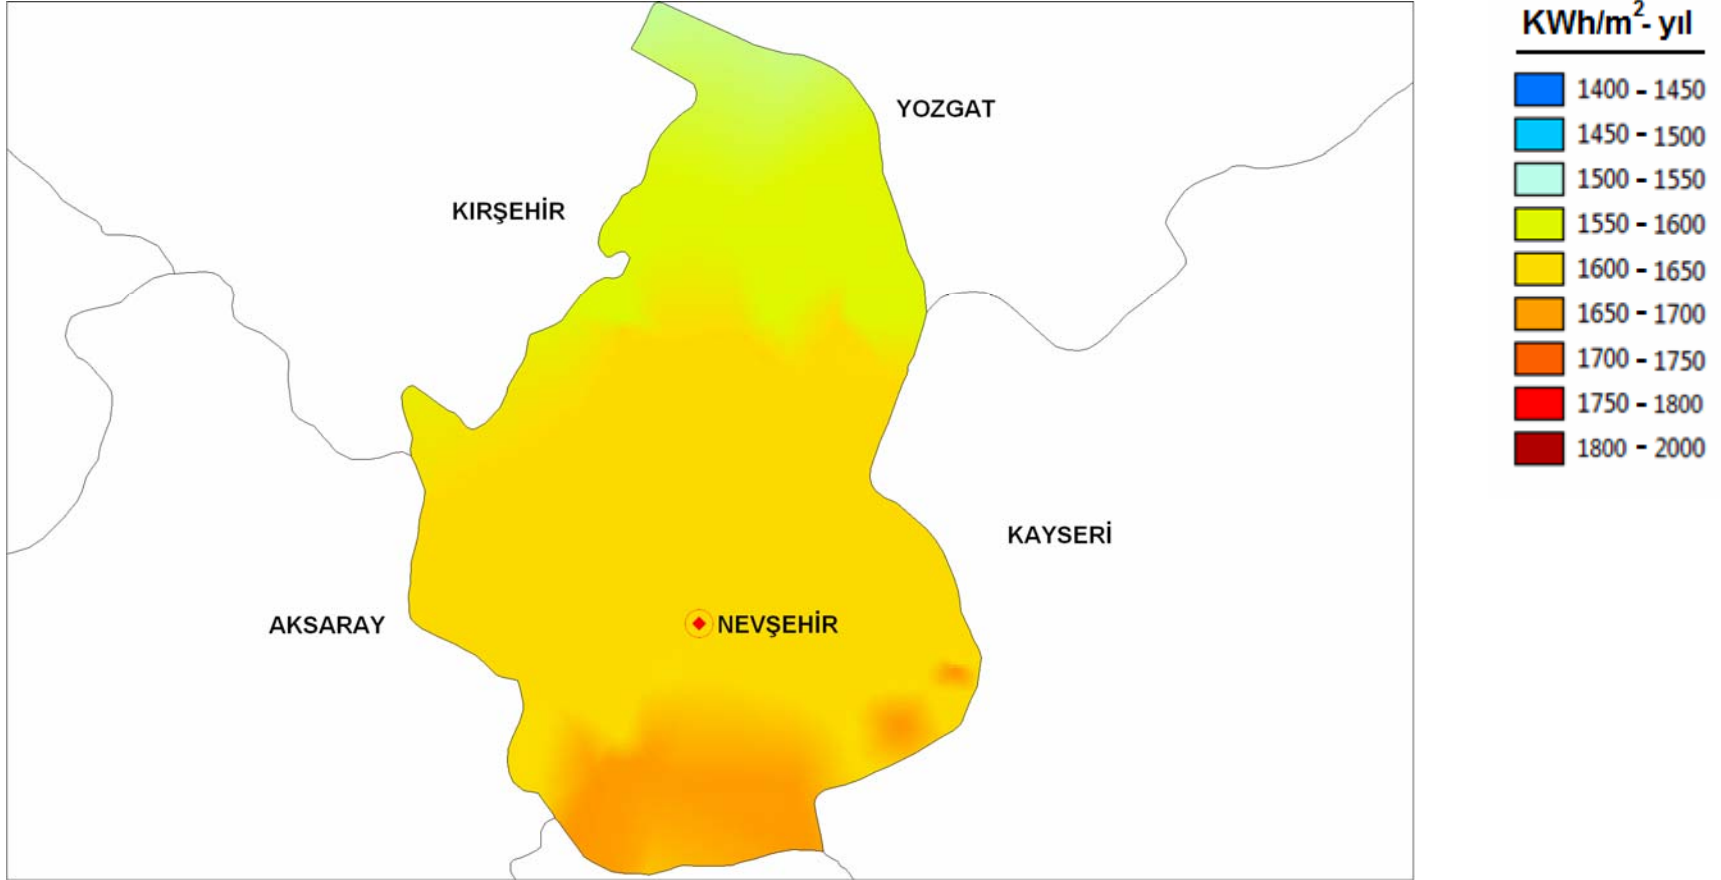 KWh/m²- yıl
1400 - 1450
1450 - 1500
1500 - 1550
1550 - 1600
1600 - 1650
1650 - 1700
1700 - 1750
1750 - 1800
1800 - 2000
YOZGAT
KIRŞEHİR
KAYSERİ
AKSARAY
NEVŞEHİR